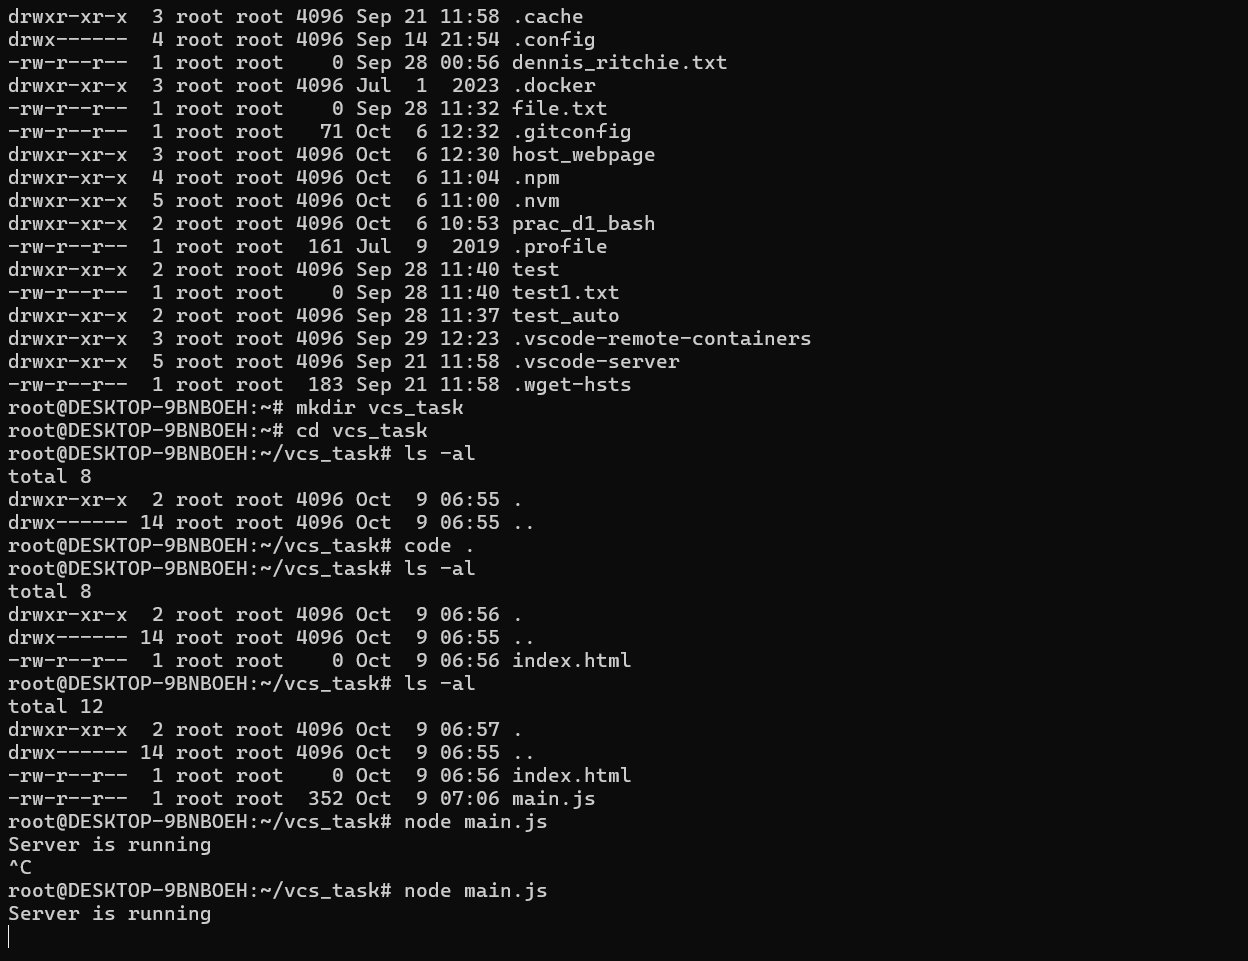 drwxr-xr-x  3 root root 4096 Sep 21 11:58 .cache
drwx------  4 root root 4096 Sep 14 21:54 .config
-rw-r--r--  1 root root    0 Sep 28 00:56 dennis_ritchie.txt
drwxr-xr-x  3 root root 4096 Jul  1  2023 .docker
-rw-r--r--  1 root root    0 Sep 28 11:32 file.txt
-rw-r--r--  1 root root   71 Oct  6 12:32 .gitconfig
drwxr-xr-x  3 root root 4096 Oct  6 12:30 host_webpage
drwxr-xr-x  4 root root 4096 Oct  6 11:04 .npm
drwxr-xr-x  5 root root 4096 Oct  6 11:00 .nvm
drwxr-xr-x  2 root root 4096 Oct  6 10:53 prac_d1_bash
-rw-r--r--  1 root root  161 Jul  9  2019 .profile
drwxr-xr-x  2 root root 4096 Sep 28 11:40 test
-rw-r--r--  1 root root    0 Sep 28 11:40 test1.txt
drwxr-xr-x  2 root root 4096 Sep 28 11:37 test_auto
drwxr-xr-x  3 root root 4096 Sep 29 12:23 .vscode-remote-containers
drwxr-xr-x  5 root root 4096 Sep 21 11:58 .vscode-server
-rw-r--r--  1 root root  183 Sep 21 11:58 .wget-hsts
root@DESKTOP-9BNBOEH:~# mkdir vcs_task
root@DESKTOP-9BNBOEH:~# cd vcs_task
root@DESKTOP-9BNBOEH:~/vcs_task# ls -al
total 8
drwxr-xr-x  2 root root 4096 Oct  9 06:55 .
drwx------ 14 root root 4096 Oct  9 06:55 ..
root@DESKTOP-9BNBOEH:~/vcs_task# code .
root@DESKTOP-9BNBOEH:~/vcs_task# ls -al
total 8
drwxr-xr-x  2 root root 4096 Oct  9 06:56 .
drwx------ 14 root root 4096 Oct  9 06:55 ..
-rw-r--r--  1 root root    0 Oct  9 06:56 index.html
root@DESKTOP-9BNBOEH:~/vcs_task# ls -al
total 12
drwxr-xr-x  2 root root 4096 Oct  9 06:57 .
drwx------ 14 root root 4096 Oct  9 06:55 ..
-rw-r--r--  1 root root    0 Oct  9 06:56 index.html
-rw-r--r--  1 root root  352 Oct  9 07:06 main.js
root@DESKTOP-9BNBOEH:~/vcs_task# node main.js
Server is running
^C
root@DESKTOP-9BNBOEH:~/vcs_task# node main.js
Server is running